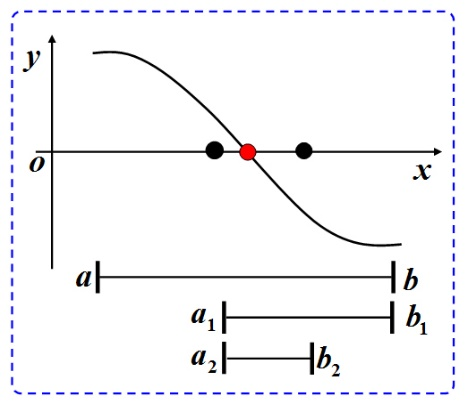 y
o x
a b
a₁ b₁
a₂ b₂